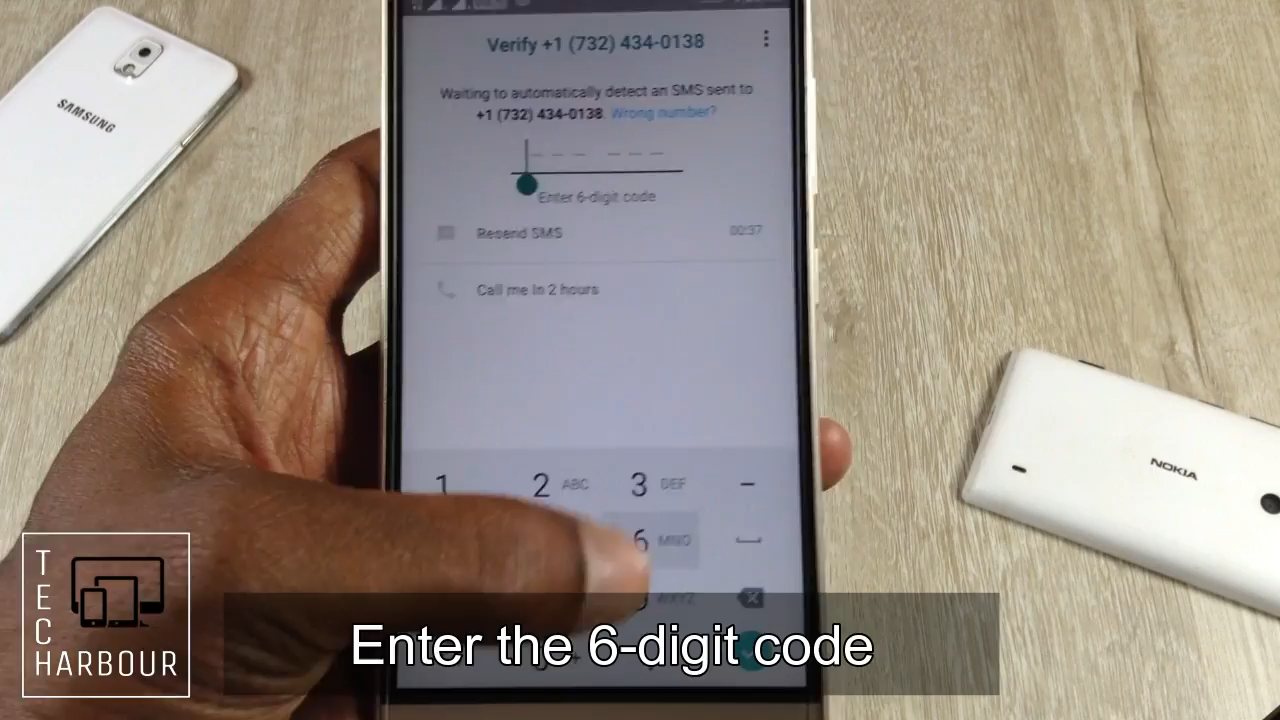 Verify +1 (732) 434-0138
Waiting to automatically detect an SMS sent to
+1 (732) 434-0138. Wrong number?
Enter 6-digit code
Resend SMS 00:37
Call me in 2 hours
SAMSUNG
NOKIA
1 2 ABC 3 DEF -
6 MNO
WXYZ
+
TECH
HARBOUR
Enter the 6-digit code